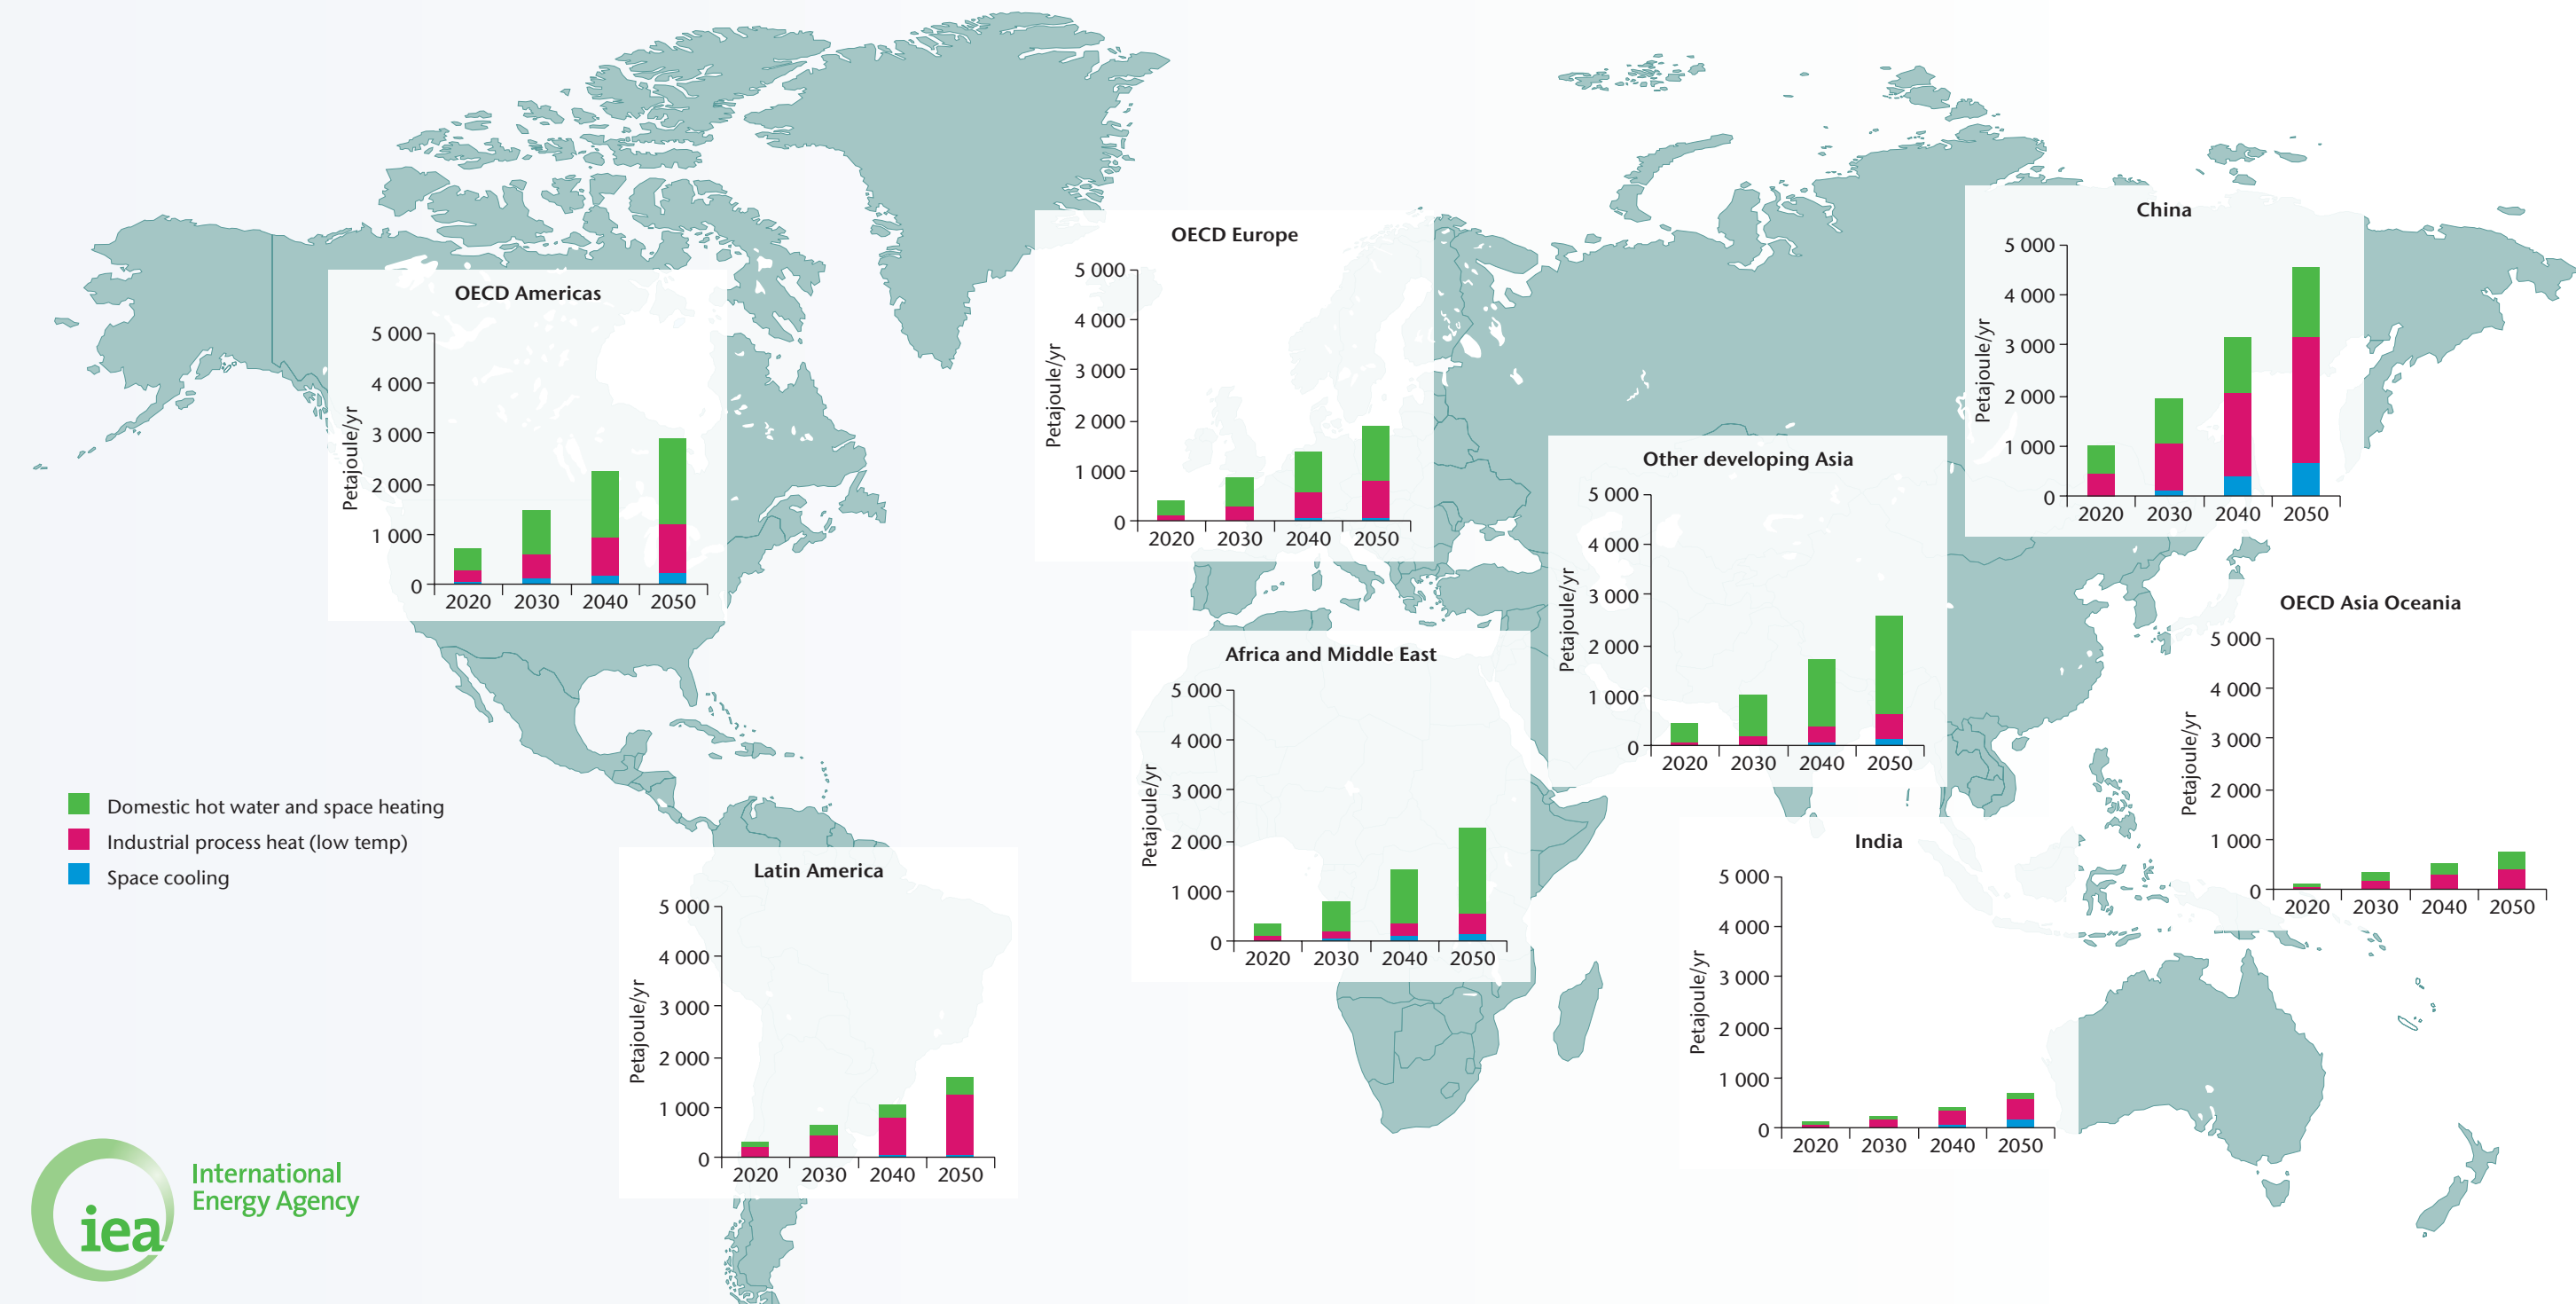 OECD Americas
5 000
4 000
3 000
2 000
1 000
0
Petajoule/yr
2020 2030 2040 2050
OECD Europe
5 000
4 000
3 000
2 000
1 000
0
Petajoule/yr
2020 2030 2040 2050
China
5 000
4 000
3 000
2 000
1 000
0
Petajoule/yr
2020 2030 2040 2050
Other developing Asia
5 000
4 000
3 000
2 000
1 000
0
Petajoule/yr
2020 2030 2040 2050
OECD Asia Oceania
5 000
4 000
3 000
2 000
1 000
0
Petajoule/yr
2020 2030 2040 2050
Africa and Middle East
5 000
4 000
3 000
2 000
1 000
0
Petajoule/yr
2020 2030 2040 2050
Domestic hot water and space heating
Industrial process heat (low temp)
Space cooling
Latin America
5 000
4 000
3 000
2 000
1 000
0
Petajoule/yr
2020 2030 2040 2050
India
5 000
4 000
3 000
2 000
1 000
0
Petajoule/yr
2020 2030 2040 2050
iea
International
Energy Agency